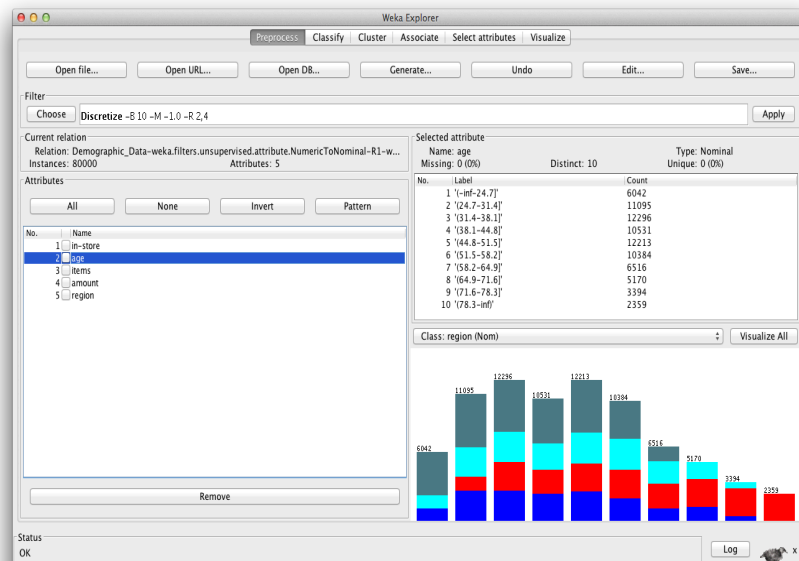 Weka Explorer
Preprocess Classify Cluster Associate Select attributes Visualize
Open file... Open URL... Open DB... Generate... Undo Edit... Save...
Filter
Choose Discretize -B 10 -M -1.0 -R 2,4 Apply
Current relation
Relation: Demographic_Data-weka.filters.unsupervised.attribute.NumericToNominal-R1-w...
Instances: 80000 Attributes: 5
Attributes
All None Invert Pattern
No. Name
1 in-store
2 age
3 items
4 amount
5 region
Remove
Selected attribute
Name: age Type: Nominal
Missing: 0 (0%) Distinct: 10 Unique: 0 (0%)
No. Label Count
1 '(-inf-24.7]' 6042
2 '(24.7-31.4]' 11095
3 '(31.4-38.1]' 12296
4 '(38.1-44.8]' 10531
5 '(44.8-51.5]' 12213
6 '(51.5-58.2]' 10384
7 '(58.2-64.9]' 6516
8 '(64.9-71.6]' 5170
9 '(71.6-78.3]' 3394
10 '(78.3-inf)' 2359
Class: region (Nom) Visualize All
6042 11095 12296 10531 12213 10384 6516 5170 3394 2359
Status
OK Log x